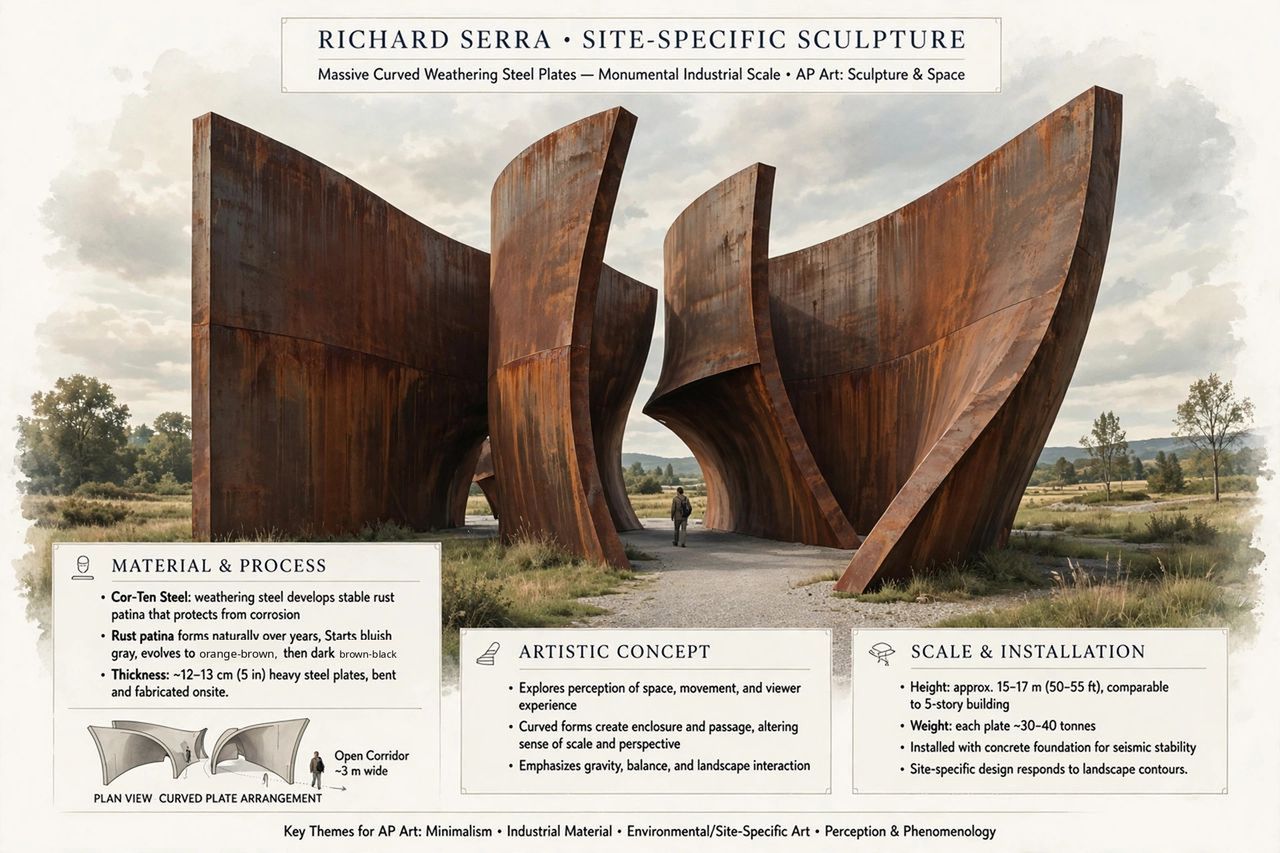 RICHARD SERRA • SITE-SPECIFIC SCULPTURE
Massive Curved Weathering Steel Plates — Monumental Industrial Scale • AP Art: Sculpture & Space
MATERIAL & PROCESS
• Cor-Ten Steel: weathering steel develops stable rust
patina that protects from corrosion
• Rust patina forms naturally over years, Starts bluish
gray, evolves to orange-brown, then dark brown-black
• Thickness: ~12–13 cm (5 in) heavy steel plates, bent
and fabricated onsite.
Open Corridor
~3 m wide
PLAN VIEW CURVED PLATE ARRANGEMENT
ARTISTIC CONCEPT
• Explores perception of space, movement, and viewer
experience
• Curved forms create enclosure and passage, altering
sense of scale and perspective
• Emphasizes gravity, balance, and landscape interaction
SCALE & INSTALLATION
• Height: approx. 15–17 m (50–55 ft), comparable
to 5-story building
• Weight: each plate ~30–40 tonnes
• Installed with concrete foundation for seismic stability
• Site-specific design responds to landscape contours.
Key Themes for AP Art: Minimalism • Industrial Material • Environmental/Site-Specific Art • Perception & Phenomenology